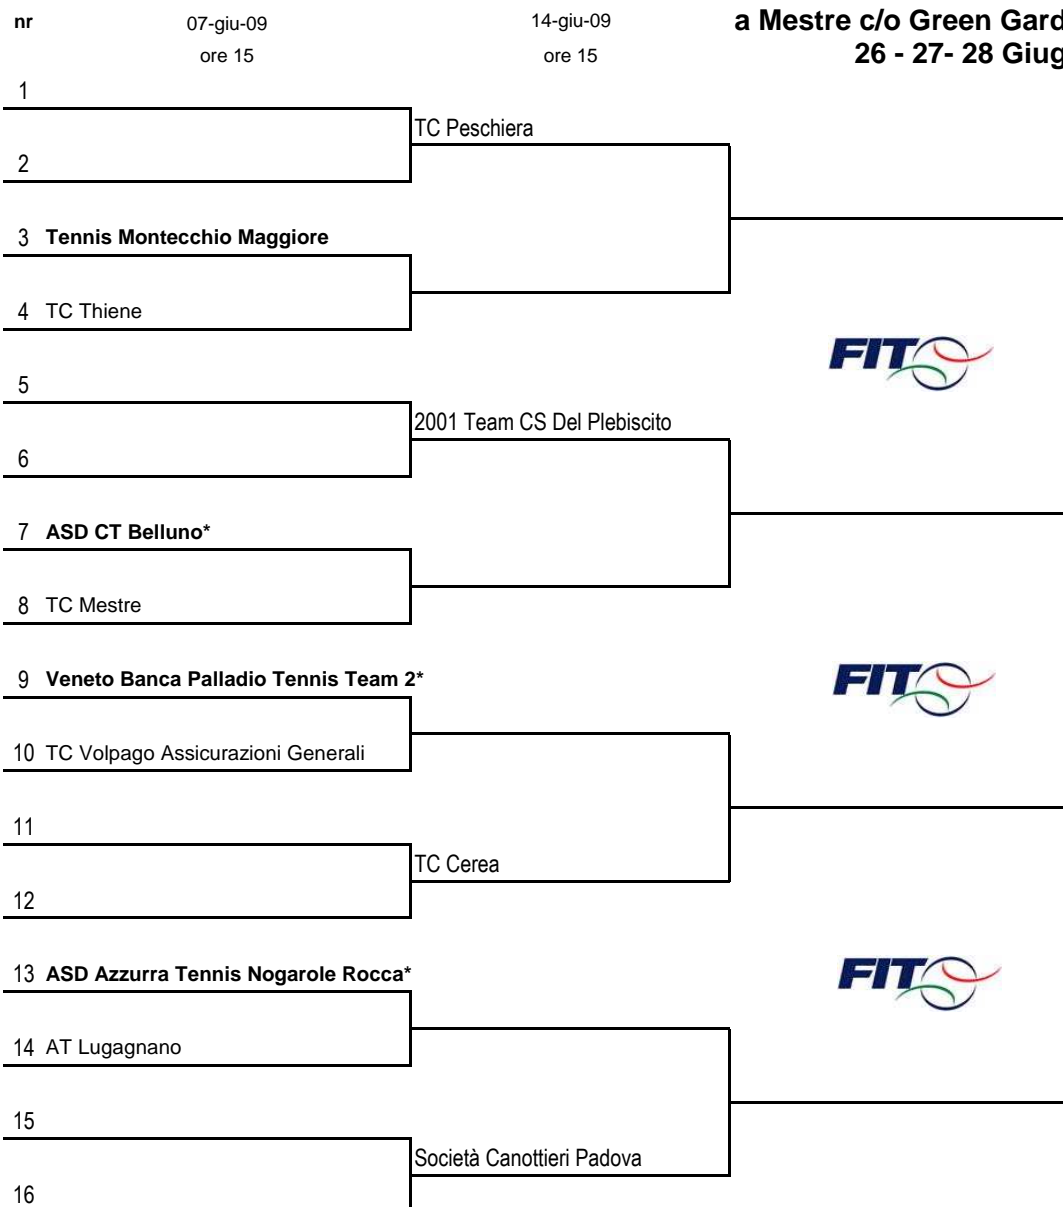 nr 07-giu-09 14-giu-09 a Mestre c/o Green Gard
ore 15 ore 15 26 - 27- 28 Giug
1
TC Peschiera
2
3 Tennis Montecchio Maggiore
4 TC Thiene
FIT
5
2001 Team CS Del Plebiscito
6
7 ASD CT Belluno*
8 TC Mestre
9 Veneto Banca Palladio Tennis Team 2*
FIT
10 TC Volpago Assicurazioni Generali
11
TC Cerea
12
13 ASD Azzurra Tennis Nogarole Rocca*
FIT
14 AT Lugagnano
15
Società Canottieri Padova
16